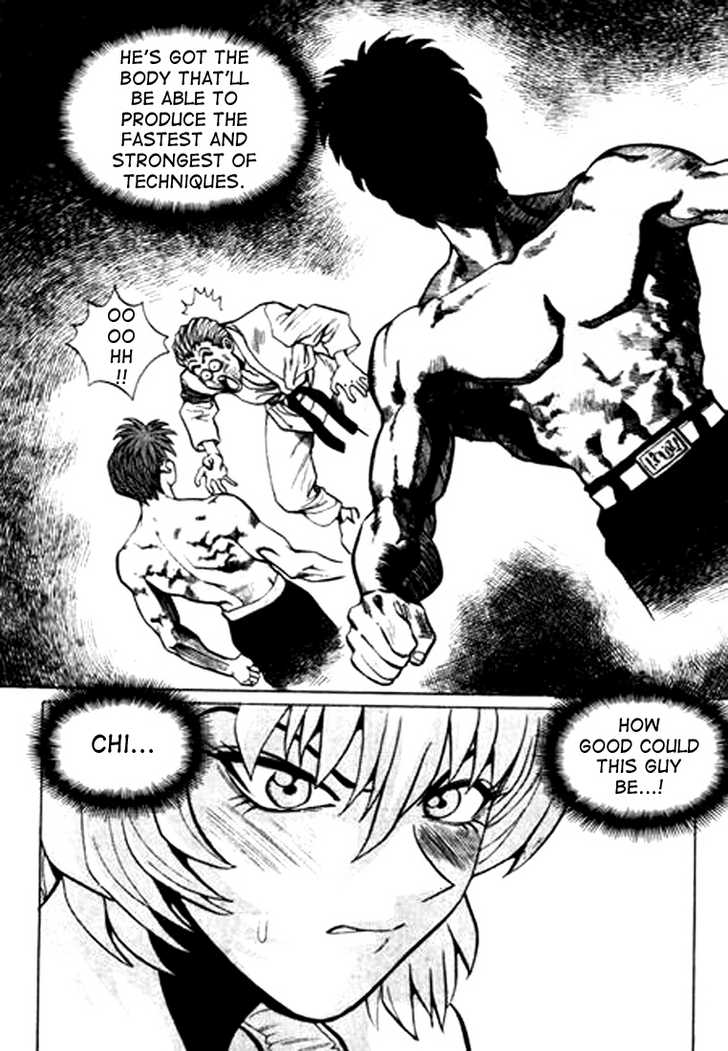 HE'S GOT THE
BODY THAT'LL
BE ABLE TO
PRODUCE THE
FASTEST AND
STRONGEST OF
TECHNIQUES.
OO
OO
HH
!!
CHI...
HOW
GOOD COULD
THIS GUY
BE...!